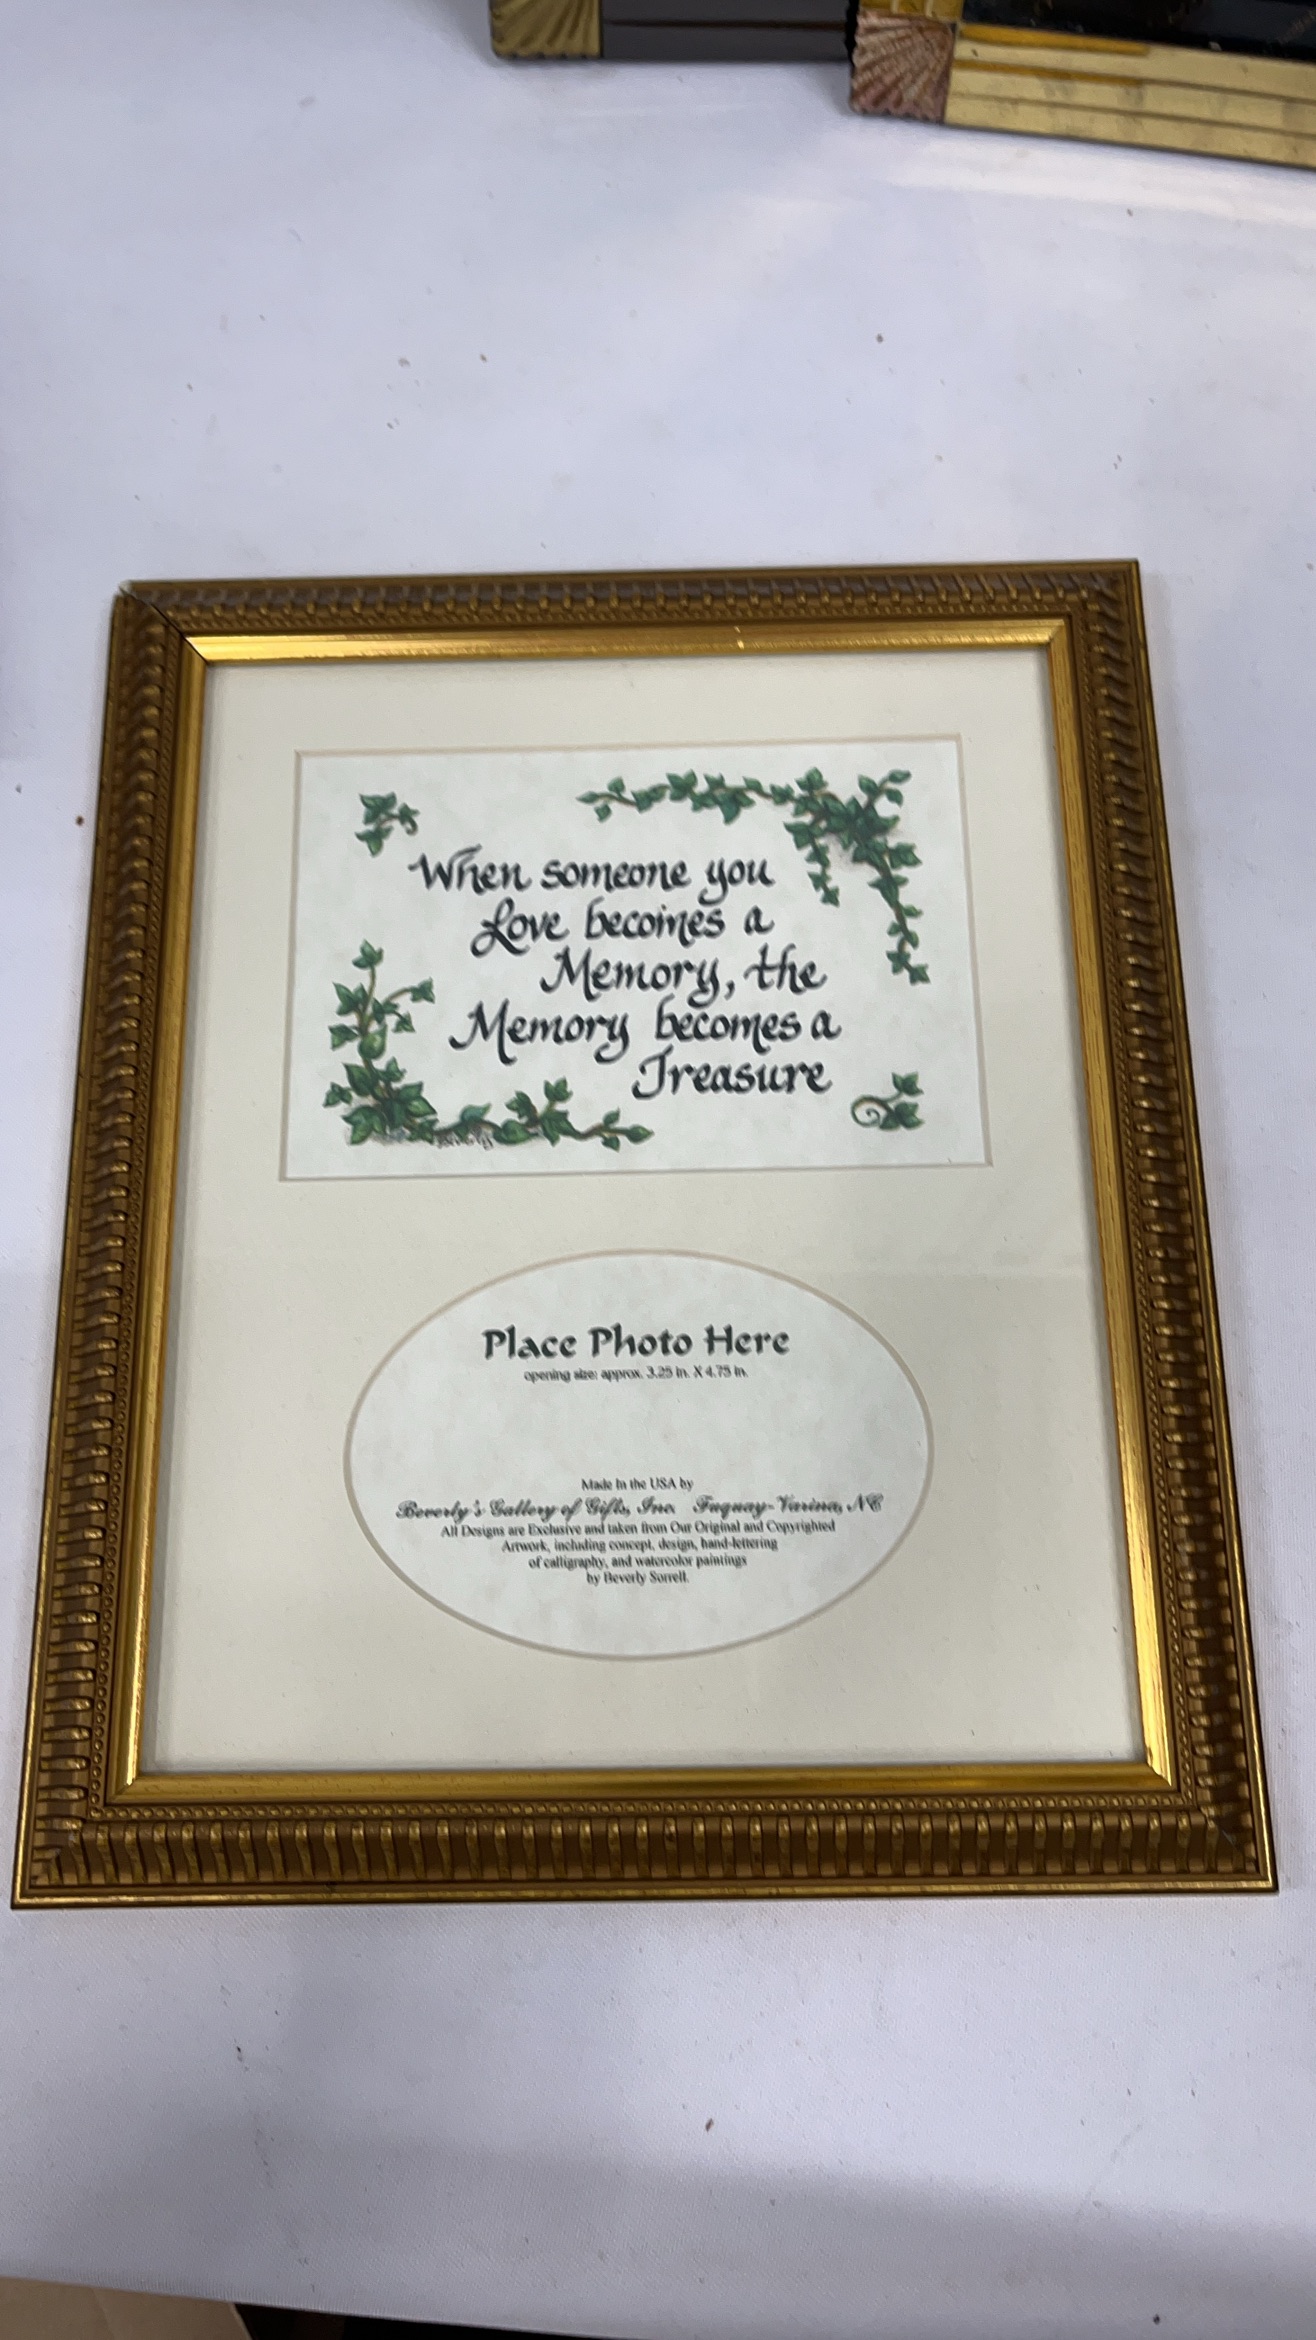 When someone you
Love becomes a
Memory, the
Memory becomes a
Treasure
Place Photo Here
opening size: approx. 3.25 in. X 4.75 in.
Made In the USA by
Beverly's Gallery of Gifts, Inc. Fuquay-Varina, NC
All Designs are Exclusive and taken from Our Original and Copyrighted
Artwork, including concept, design, hand-lettering
of calligraphy, and watercolor paintings
by Beverly Sorrell.